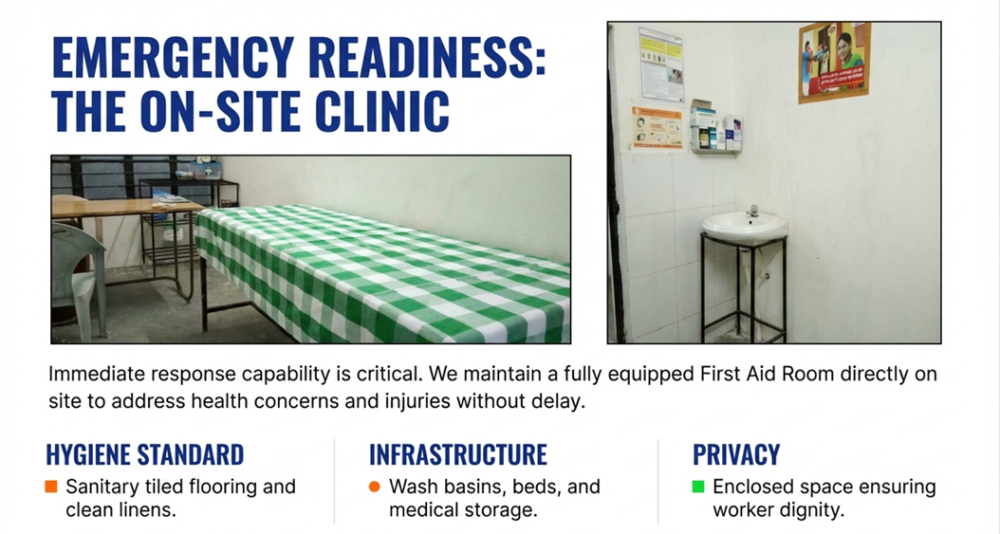 EMERGENCY READINESS:
THE ON-SITE CLINIC
Immediate response capability is critical. We maintain a fully equipped First Aid Room directly on
site to address health concerns and injuries without delay.
HYGIENE STANDARD
Sanitary tiled flooring and
clean linens.
INFRASTRUCTURE
Wash basins, beds, and
medical storage.
PRIVACY
Enclosed space ensuring
worker dignity.